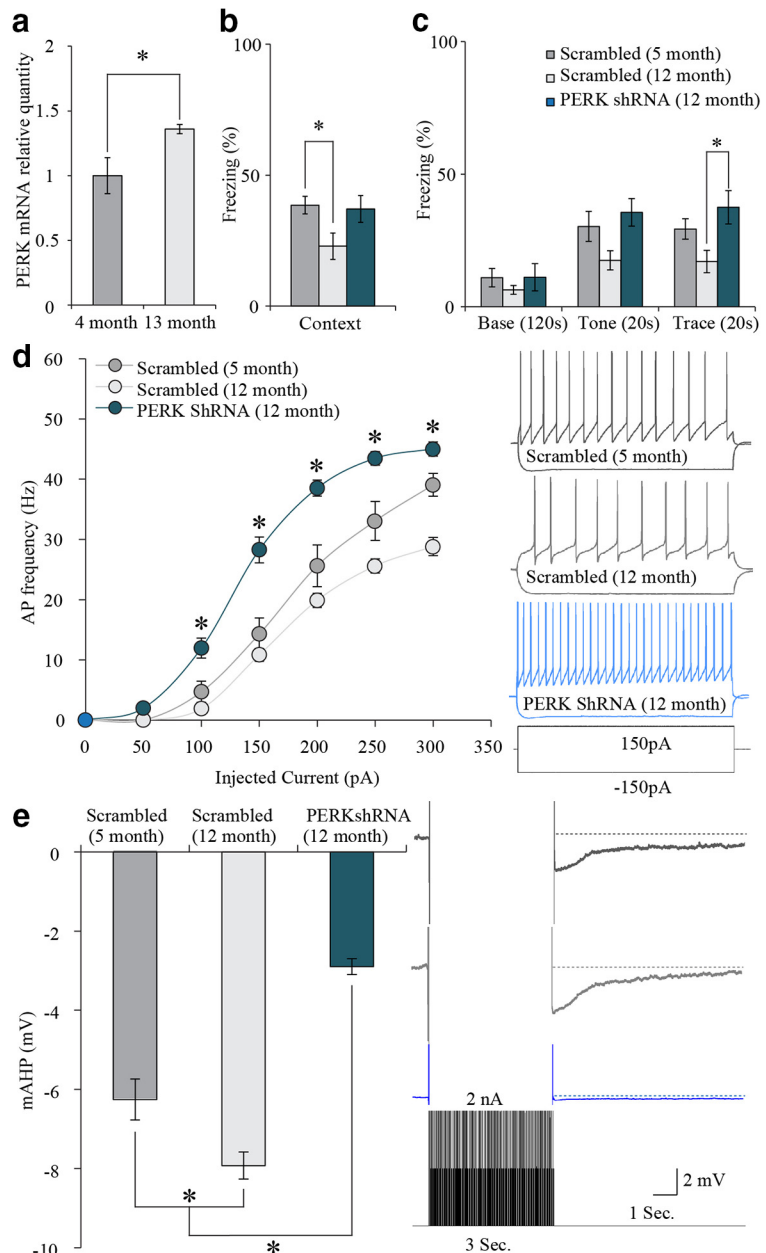 a
PERK mRNA relative quantity
2
1.5
1
0.5
0
*
4 month 13 month
b
Freezing (%)
100
50
0
*
Context
c
Freezing (%)
100
50
0
Scrambled (5 month)
Scrambled (12 month)
PERK shRNA (12 month)
*
Base (120s) Tone (20s) Trace (20s)
d
AP frequency (Hz)
60
50
40
30
20
10
0
Scrambled (5 month)
Scrambled (12 month)
PERK ShRNA (12 month)
* * * * *
0 50 100 150 200 250 300 350
Injected Current (pA)
Scrambled (5 month)
Scrambled (12 month)
PERK ShRNA (12 month)
150pA
-150pA
e
Scrambled
(5 month)
Scrambled
(12 month)
PERKshRNA
(12 month)
mAHP (mV)
0
-2
-4
-6
-8
-10
*
*
2 nA
2 mV
1 Sec.
3 Sec.